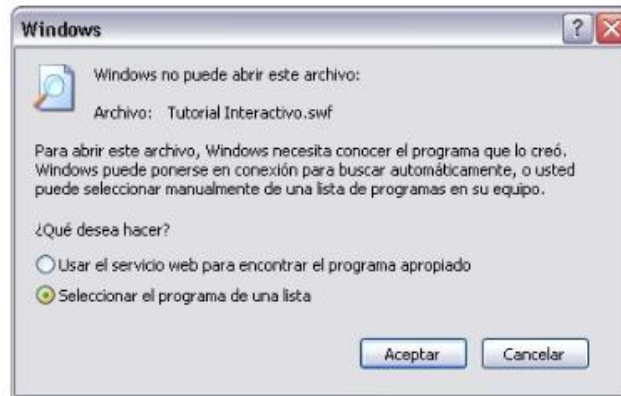 Windows
Windows no puede abrir este archivo:
Archivo: Tutorial Interactivo.swf
Para abrir este archivo, Windows necesita conocer el programa que lo creó.
Windows puede ponerse en conexión para buscar automáticamente, o usted
puede seleccionar manualmente de una lista de programas en su equipo.
¿Qué desea hacer?
Usar el servicio web para encontrar el programa apropiado
Seleccionar el programa de una lista
Aceptar Cancelar